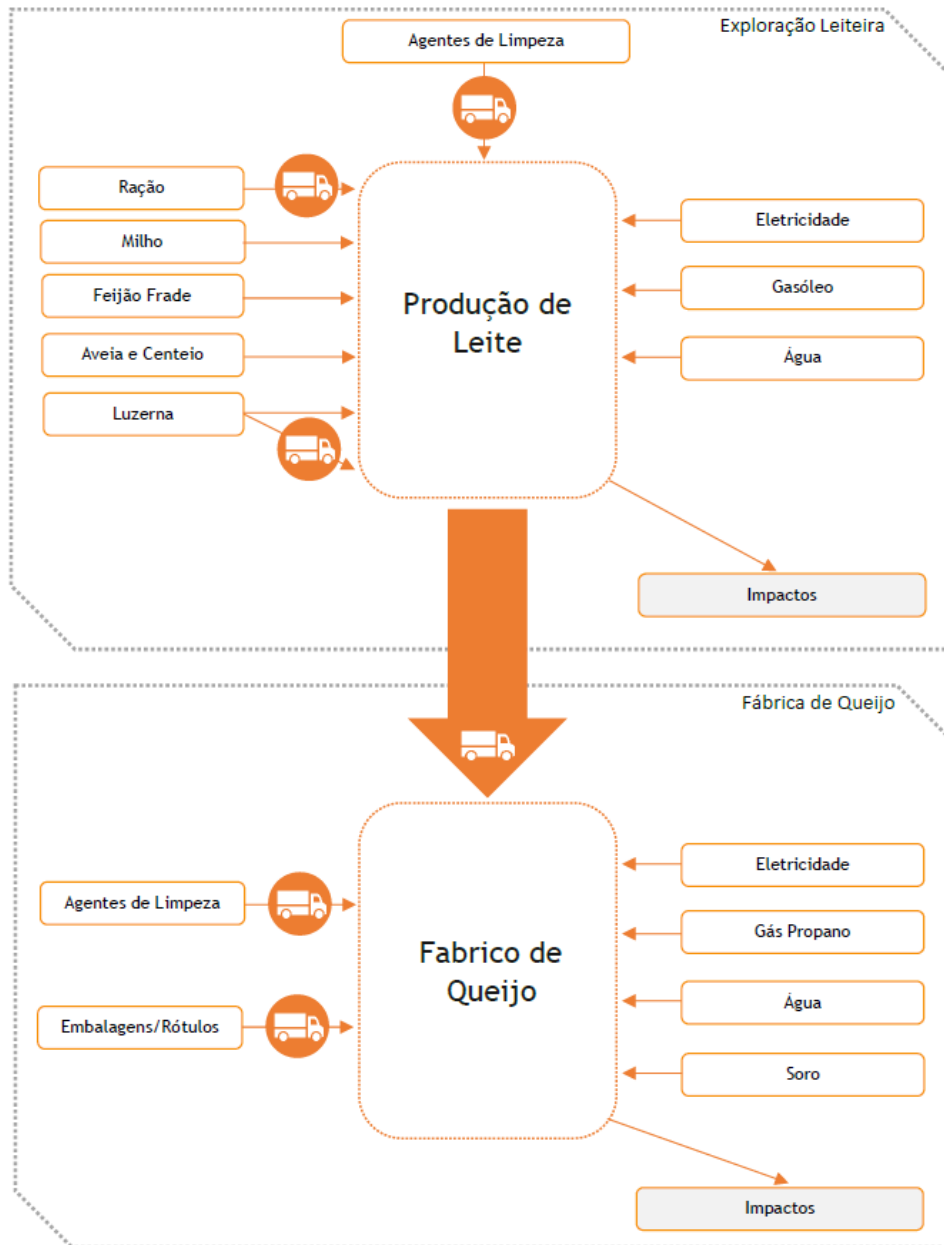 Exploração Leiteira
Agentes de Limpeza
Ração
Milho
Feijão Frade
Aveia e Centeio
Luzerna
Produção de
Leite
Eletricidade
Gasóleo
Água
Impactos
Fábrica de Queijo
Agentes de Limpeza
Embalagens/Rótulos
Fabrico de
Queijo
Eletricidade
Gás Propano
Água
Soro
Impactos